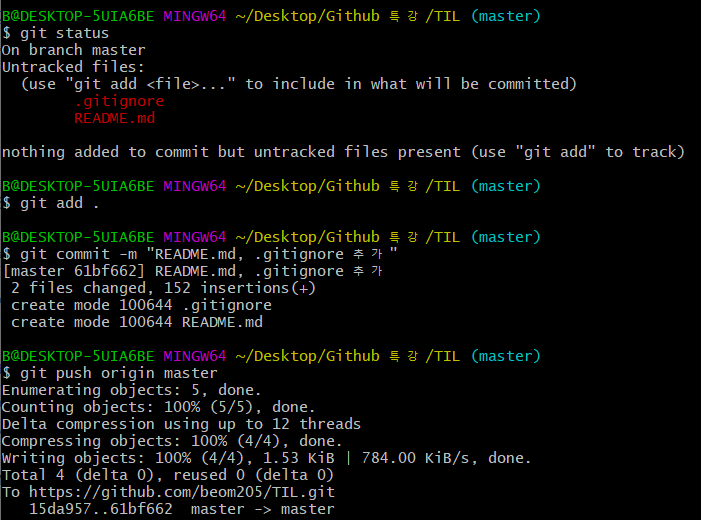 B@DESKTOP-5UIA6BE MINGW64 ~/Desktop/Github 특강/TIL (master)
$ git status
On branch master
Untracked files:
  (use "git add <file>..." to include in what will be committed)
        .gitignore
        README.md

nothing added to commit but untracked files present (use "git add" to track)

B@DESKTOP-5UIA6BE MINGW64 ~/Desktop/Github 특강/TIL (master)
$ git add .

B@DESKTOP-5UIA6BE MINGW64 ~/Desktop/Github 특강/TIL (master)
$ git commit -m "README.md, .gitignore 추가"
[master 61bf662] README.md, .gitignore 추가
 2 files changed, 152 insertions(+)
 create mode 100644 .gitignore
 create mode 100644 README.md

B@DESKTOP-5UIA6BE MINGW64 ~/Desktop/Github 특강/TIL (master)
$ git push origin master
Enumerating objects: 5, done.
Counting objects: 100% (5/5), done.
Delta compression using up to 12 threads
Compressing objects: 100% (4/4), done.
Writing objects: 100% (4/4), 1.53 KiB | 784.00 KiB/s, done.
Total 4 (delta 0), reused 0 (delta 0)
To https://github.com/beom205/TIL.git
   15da957..61bf662  master -> master